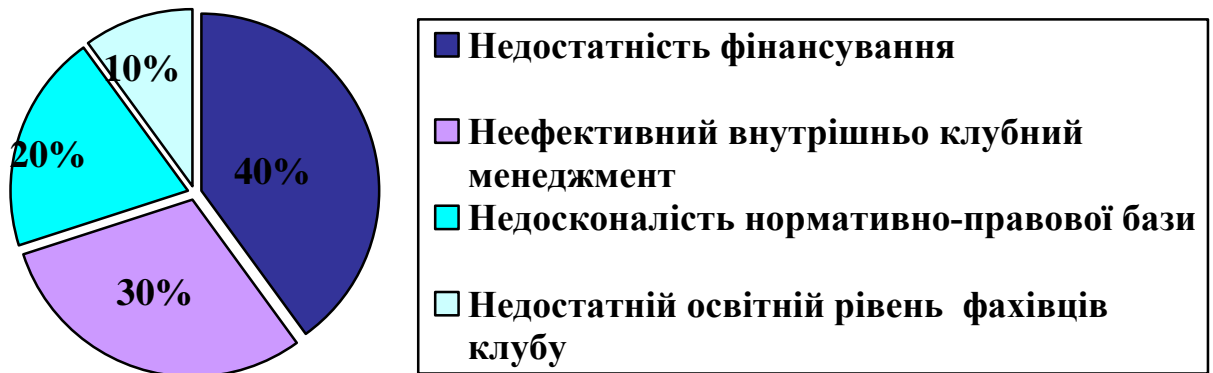 10%
20%
40%
30%
Недостатність фінансування
Неефективний внутрішньо клубний
менеджмент
Недосконалість нормативно-правової бази
Недостатній освітній рівень фахівців
клубу